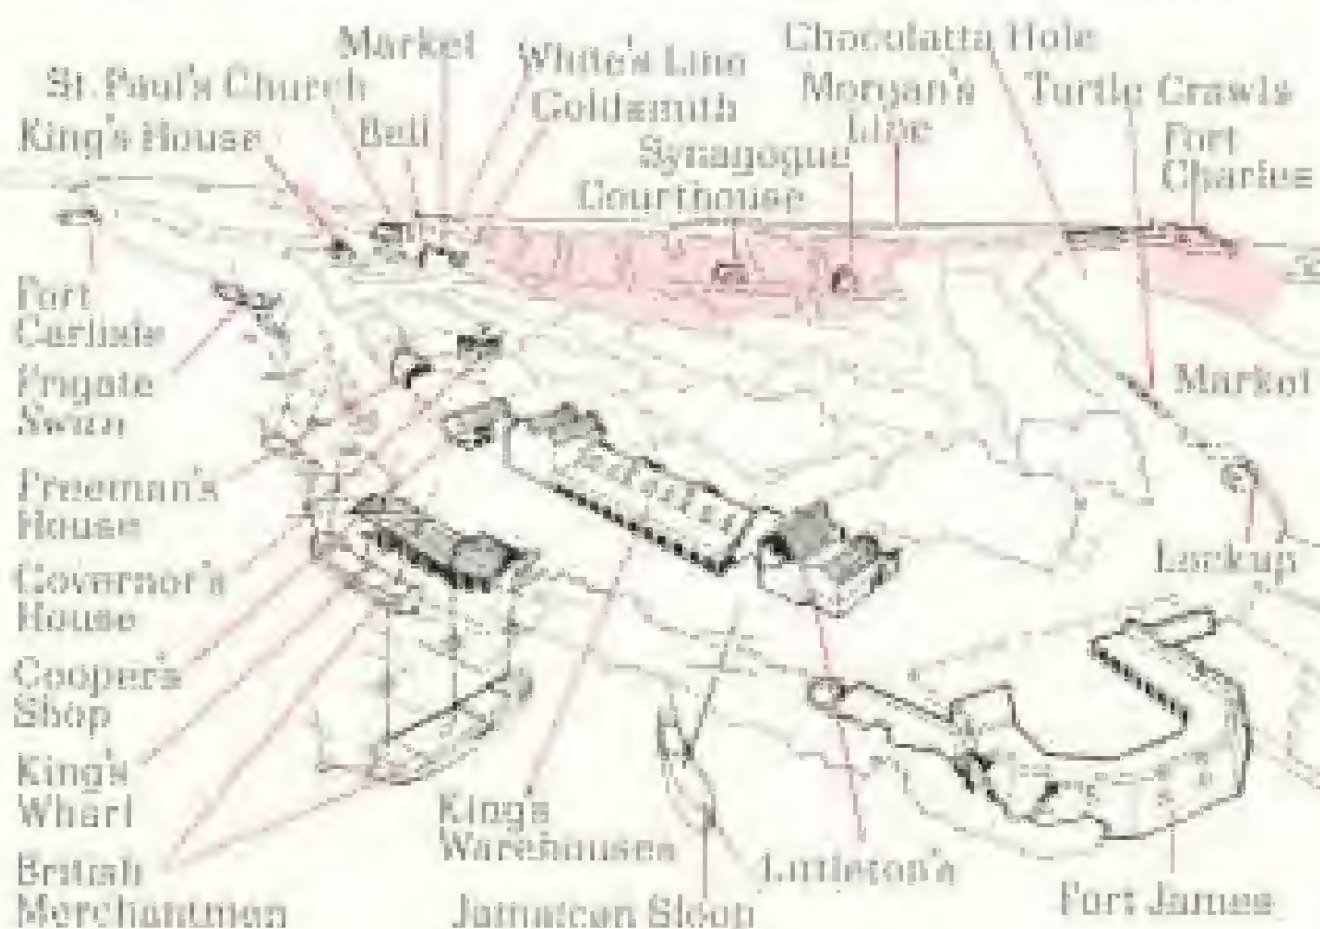 Market
White's Line
Chocolatta Hole
St. Paul's Church
Goldsmith
Morgan's
Line
Turtle Crawls
King's House
Bell
Synagogue
Fort
Charles
Courthouse
Fort
Carlisle
Frigate
Swan
Market
Freeman's
House
Governor's
House
Lockup
Cooper's
Shop
King's
Wharf
King's
Warehouses
Littleton's
British
Merchantmen
Jamaican Sloop
Fort James